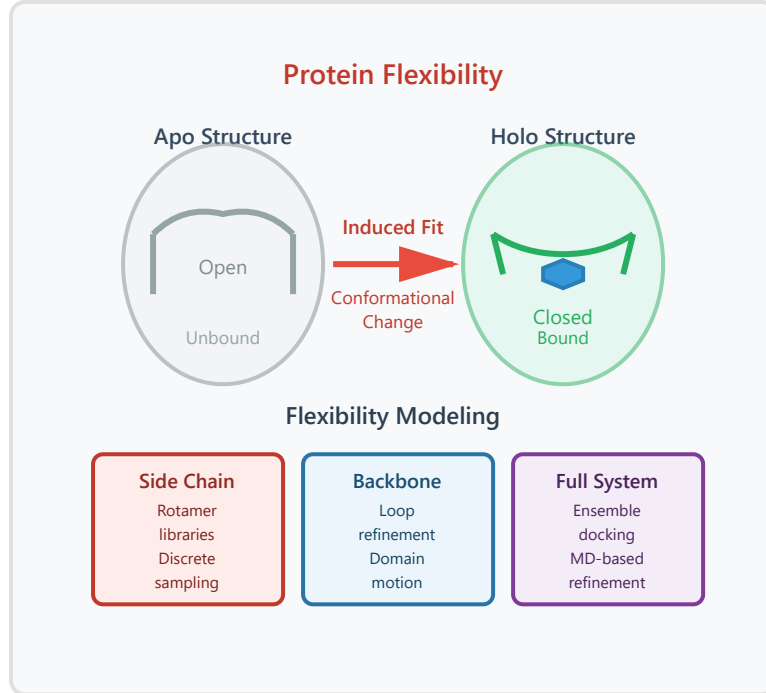 Protein Flexibility
Apo Structure
Holo Structure
Open
Unbound
Induced Fit
Conformational
Change
Closed
Bound
Flexibility Modeling
Side Chain
Rotamer
libraries
Discrete
sampling
Backbone
Loop
refinement
Domain
motion
Full System
Ensemble
docking
MD-based
refinement